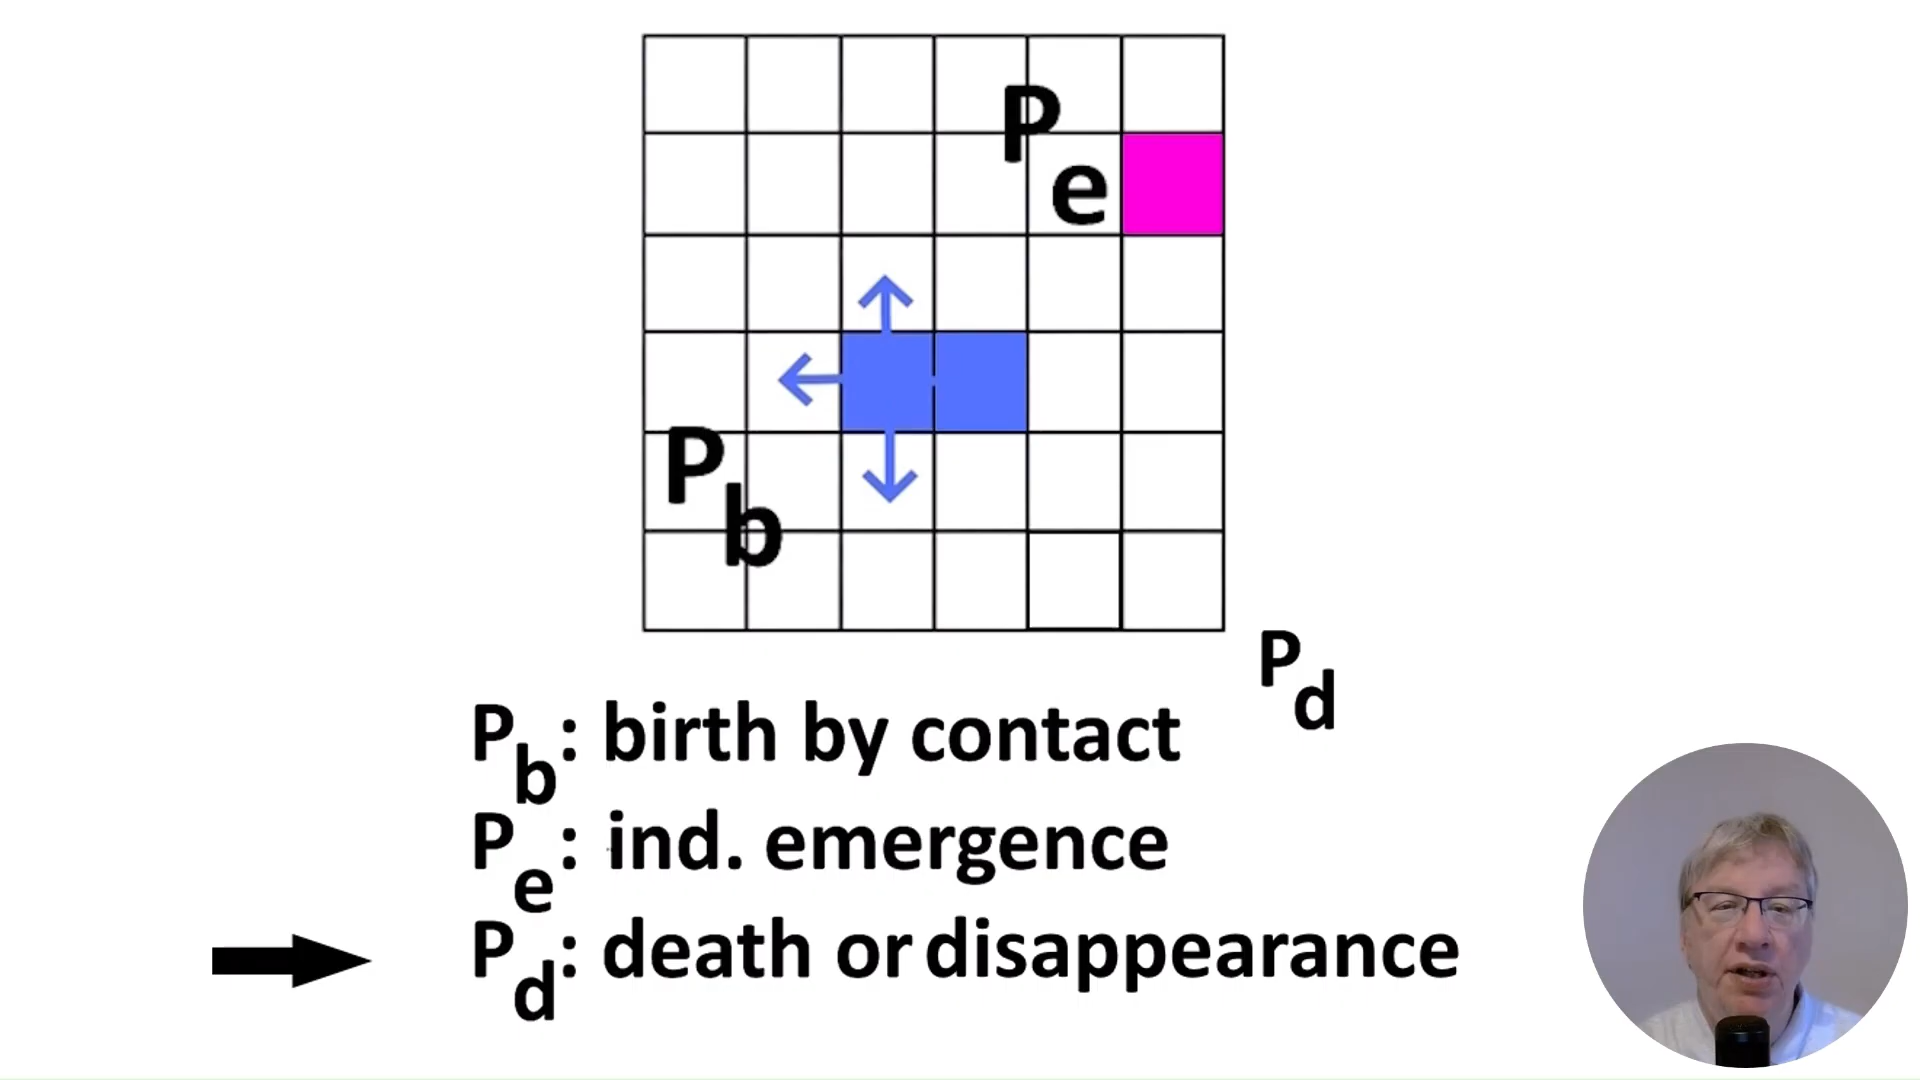 Pe
Pb
Pd
Pb: birth by contact
Pe: ind. emergence
Pd: death or disappearance